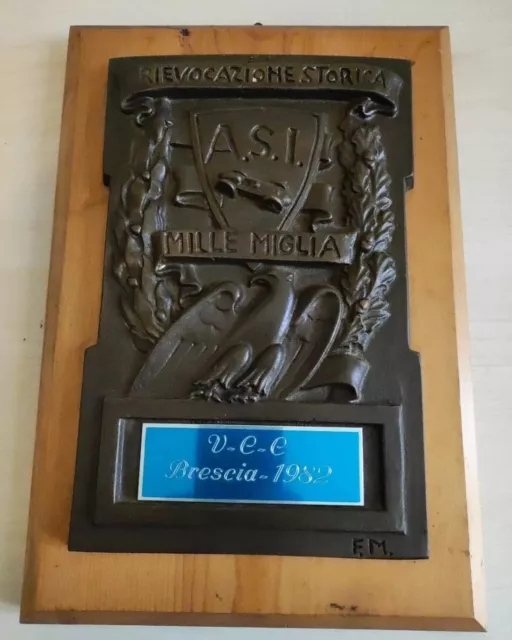 RIEVOCAZIONE STORICA
A.S.I.
MILLE MIGLIA
V-C-C
Brescia-1982
F.M.